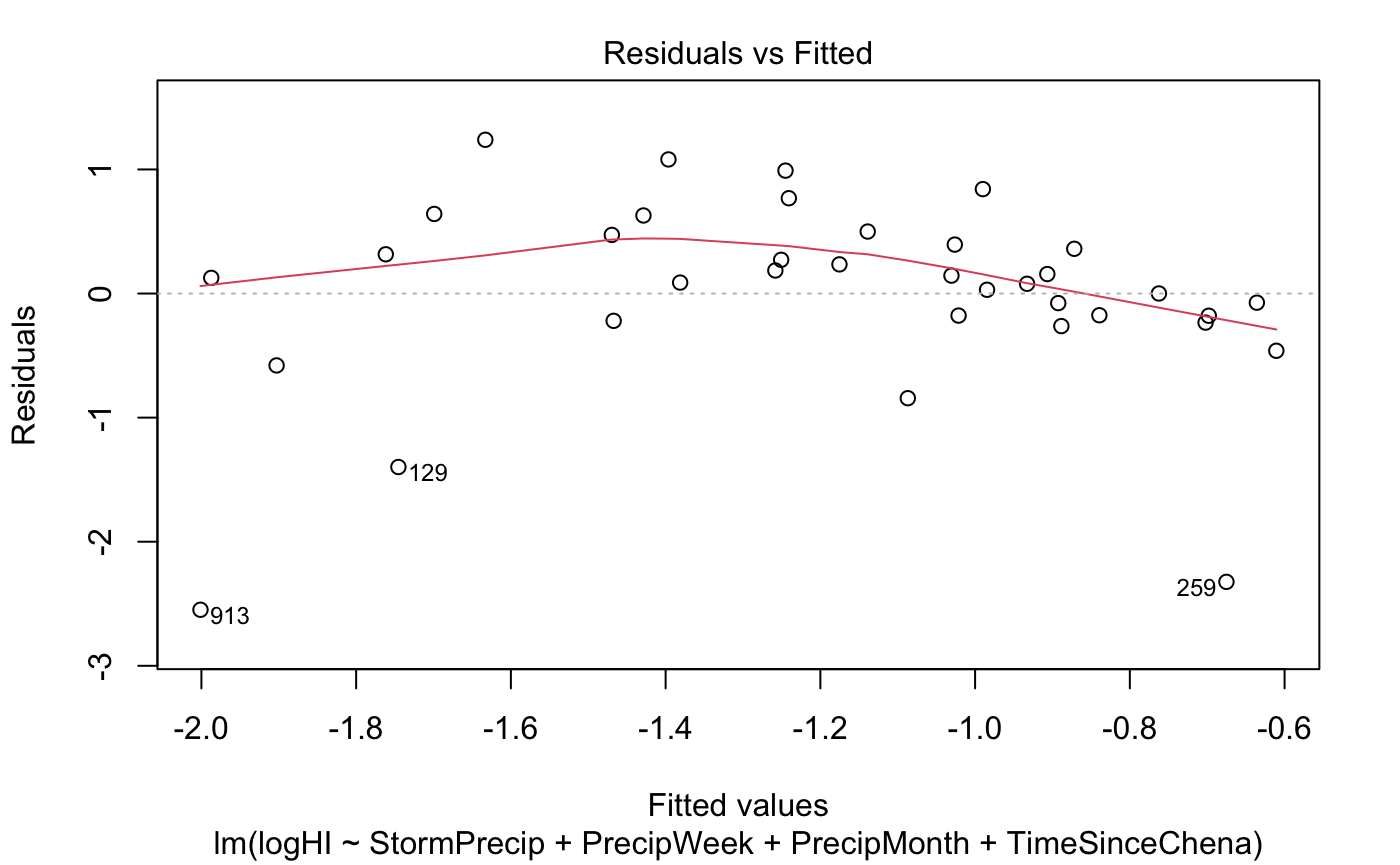 Residuals vs Fitted
Residuals
1
0
-1
-2
-3
129
913
259
-2.0 -1.8 -1.6 -1.4 -1.2 -1.0 -0.8 -0.6
Fitted values
lm(logHI ~ StormPrecip + PrecipWeek + PrecipMonth + TimeSinceChena)